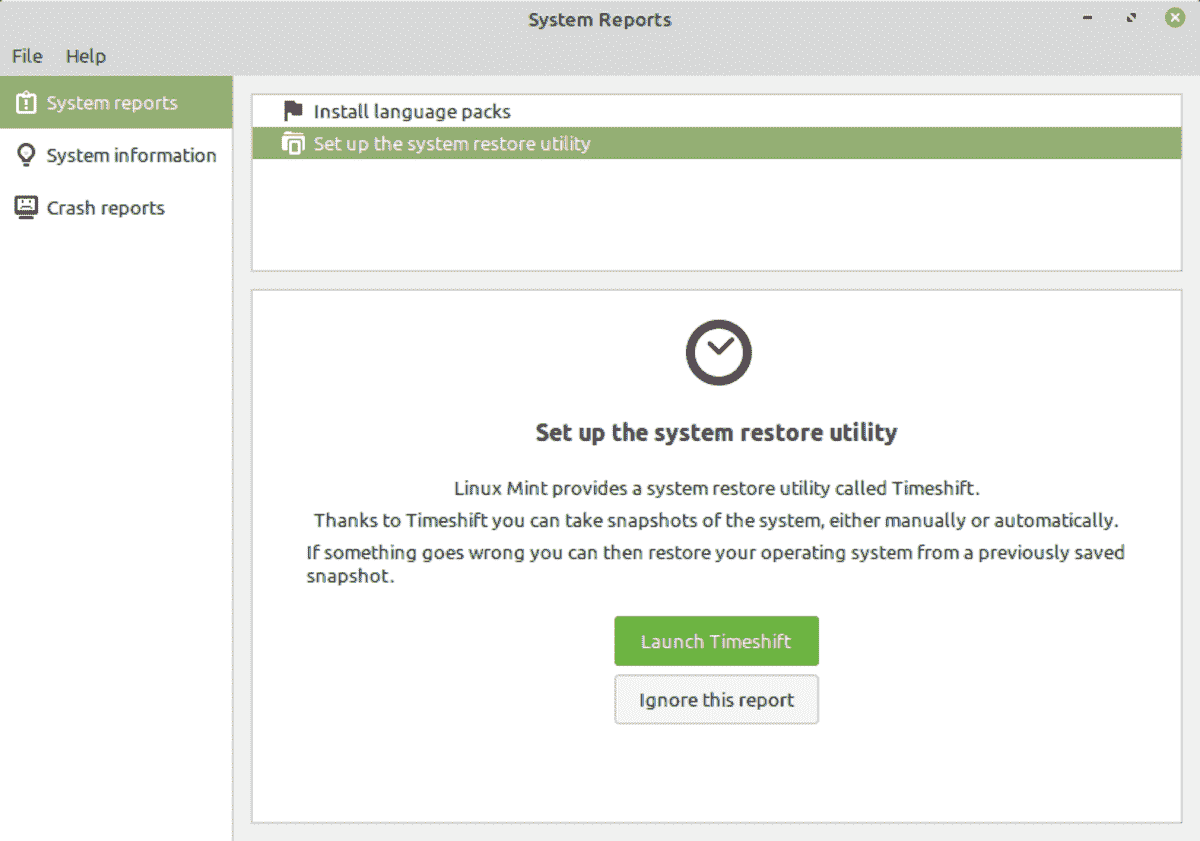 System Reports
File Help
System reports
System information
Crash reports
Install language packs
Set up the system restore utility
Set up the system restore utility
Linux Mint provides a system restore utility called Timeshift.
Thanks to Timeshift you can take snapshots of the system, either manually or automatically.
If something goes wrong you can then restore your operating system from a previously saved
snapshot.
Launch Timeshift
Ignore this report